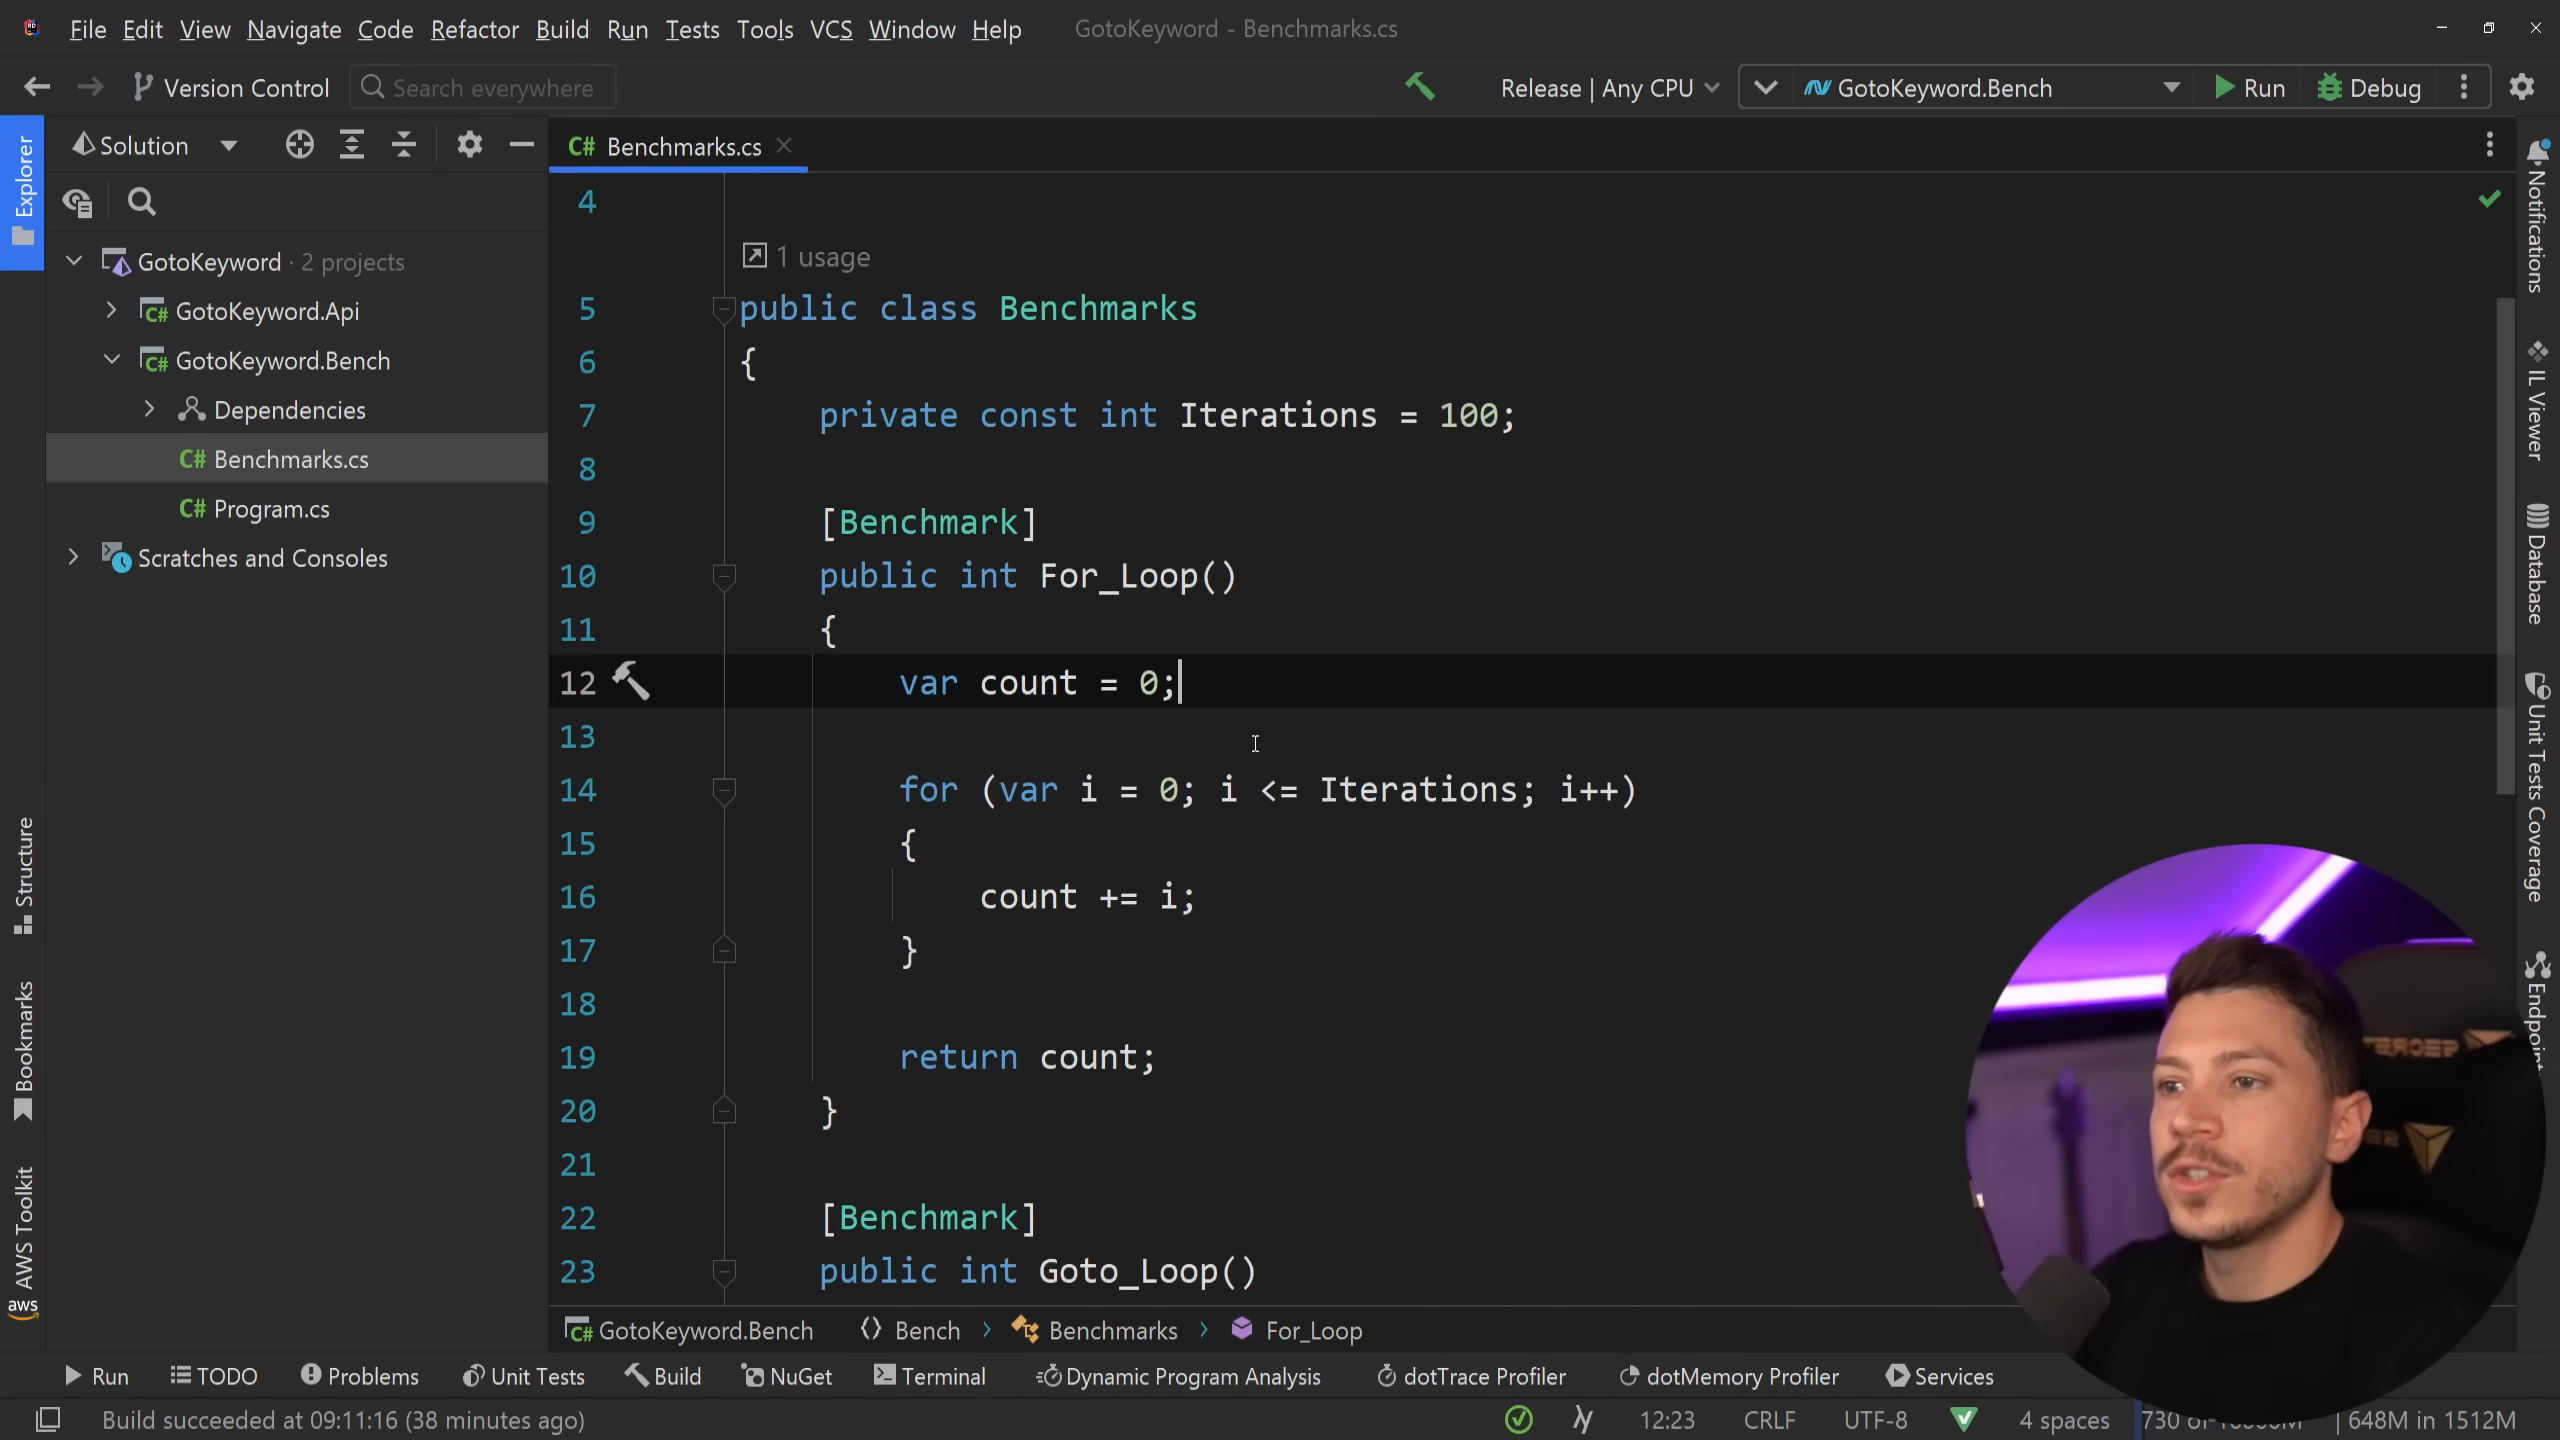 File Edit View Navigate Code Refactor Build Run Tests Tools VCS Window Help GotoKeyword - Benchmarks.cs
Version Control Search everywhere Release | Any CPU GotoKeyword.Bench Run Debug
Explorer
Solution
C# Benchmarks.cs
GotoKeyword · 2 projects
C# GotoKeyword.Api
C# GotoKeyword.Bench
Dependencies
C# Benchmarks.cs
C# Program.cs
Scratches and Consoles
Structure
Bookmarks
AWS Toolkit
aws
4
1 usage
5 public class Benchmarks
6 {
7 private const int Iterations = 100;
8
9 [Benchmark]
10 public int For_Loop()
11 {
12 var count = 0;
13
14 for (var i = 0; i <= Iterations; i++)
15 {
16 count += i;
17 }
18
19 return count;
20 }
21
22 [Benchmark]
23 public int Goto_Loop()
Notifications
IL Viewer
Database
Unit Tests Coverage
SECRET
C# GotoKeyword.Bench Bench Benchmarks For_Loop
Run TODO Problems Unit Tests Build NuGet Terminal Dynamic Program Analysis dotTrace Profiler dotMemory Profiler Services
Build succeeded at 09:11:16 (38 minutes ago) 12:23 CRLF UTF-8 4 spaces 730 648M in 1512M